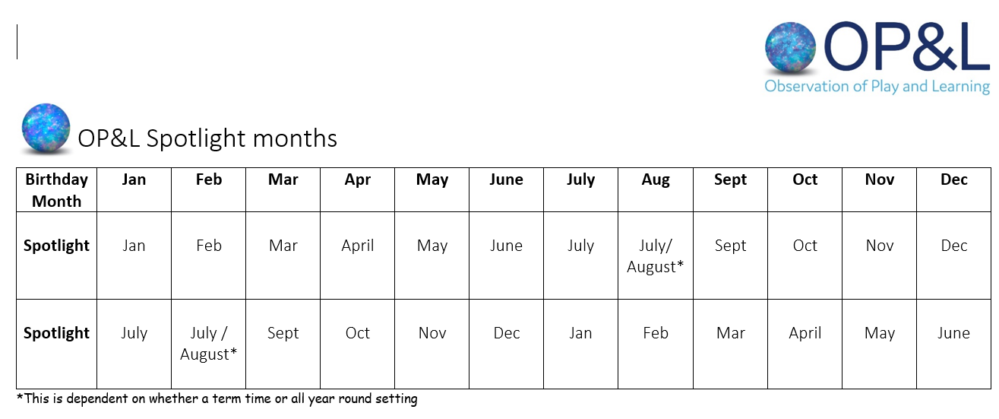 OP&L
Observation of Play and Learning
OP&L Spotlight months
Birthday Month Jan Feb Mar Apr May June July Aug Sept Oct Nov Dec
Spotlight Jan Feb Mar April May June July July/ August* Sept Oct Nov Dec
Spotlight July July / August* Sept Oct Nov Dec Jan Feb Mar April May June
*This is dependent on whether a term time or all year round setting